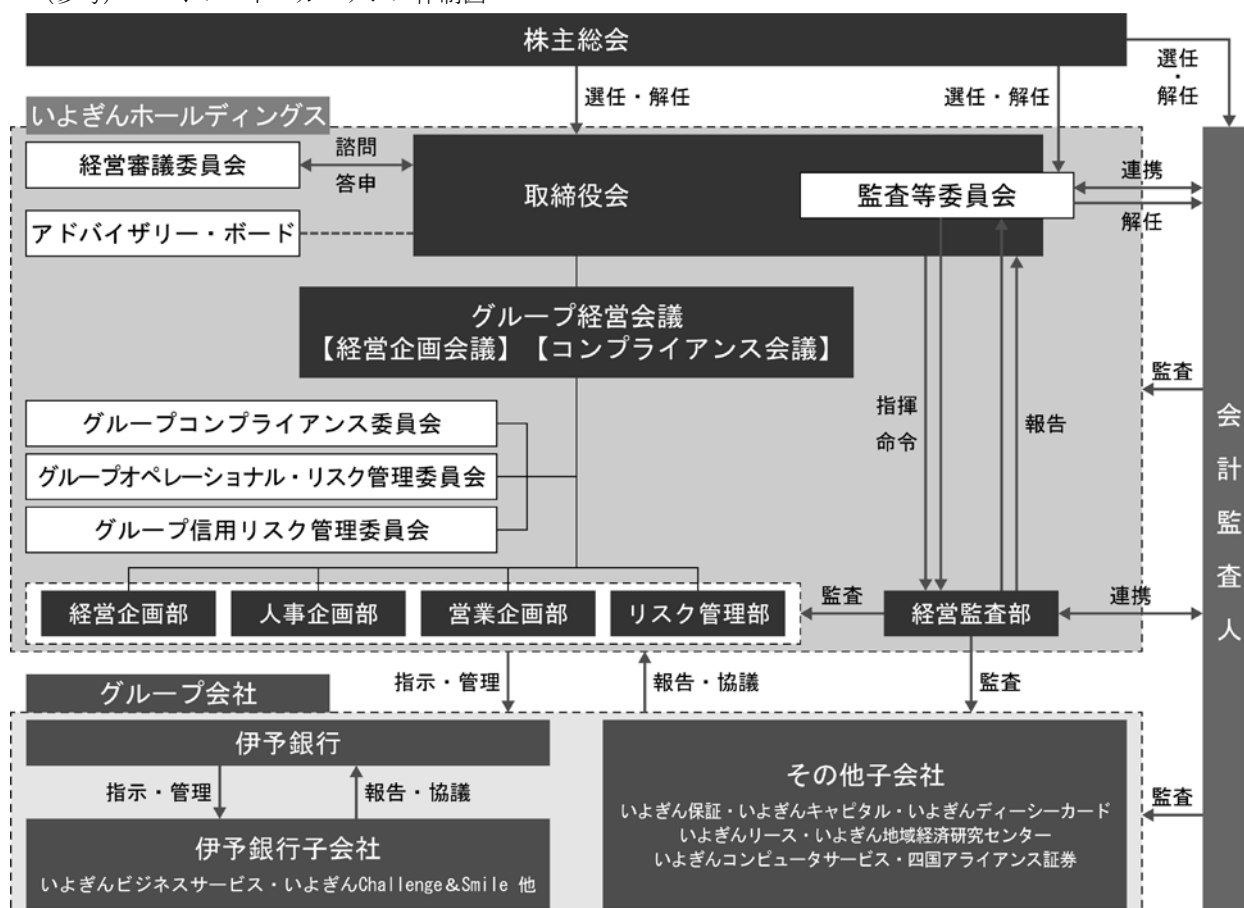 株主総会
選任・解任
選任・解任
選任
・
解任
いよぎんホールディングス
経営審議委員会
諮問
答申
取締役会
監査等委員会
連携
解任
アドバイザリー・ボード
グループ経営会議
【経営企画会議】【コンプライアンス会議】
監査
グループコンプライアンス委員会
グループオペレーショナル・リスク管理委員会
グループ信用リスク管理委員会
指揮
命令
報告
会計監査人
経営企画部
人事企画部
営業企画部
リスク管理部
監査
経営監査部
連携
指示・管理
報告・協議
監査
グループ会社
伊予銀行
指示・管理
報告・協議
伊予銀行子会社
いよぎんビジネスサービス・いよぎんChallenge&Smile 他
その他子会社
いよぎん保証・いよぎんキャピタル・いよぎんディーシーカード
いよぎんリース・いよぎん地域経済研究センター
いよぎんコンピュータサービス・四国アライアンス証券
監査